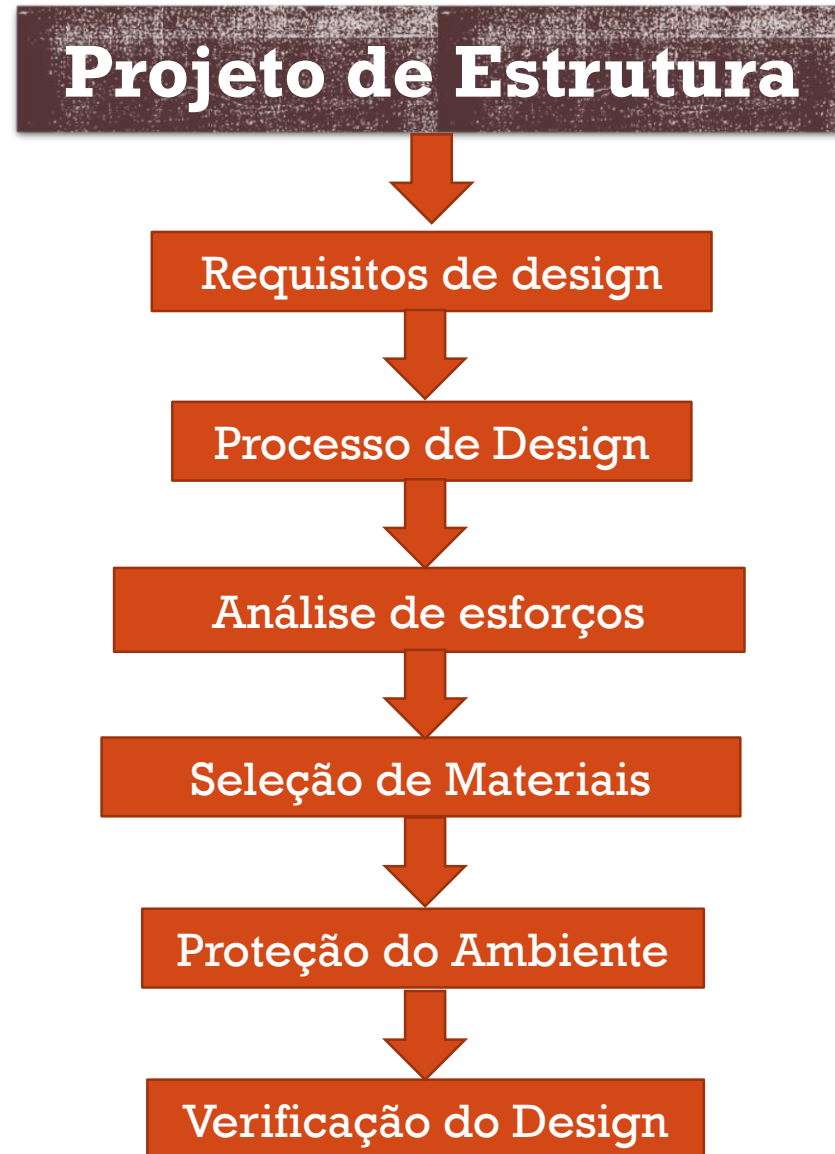 Projeto de Estrutura
Requisitos de design
Processo de Design
Análise de esforços
Seleção de Materiais
Proteção do Ambiente
Verificação do Design